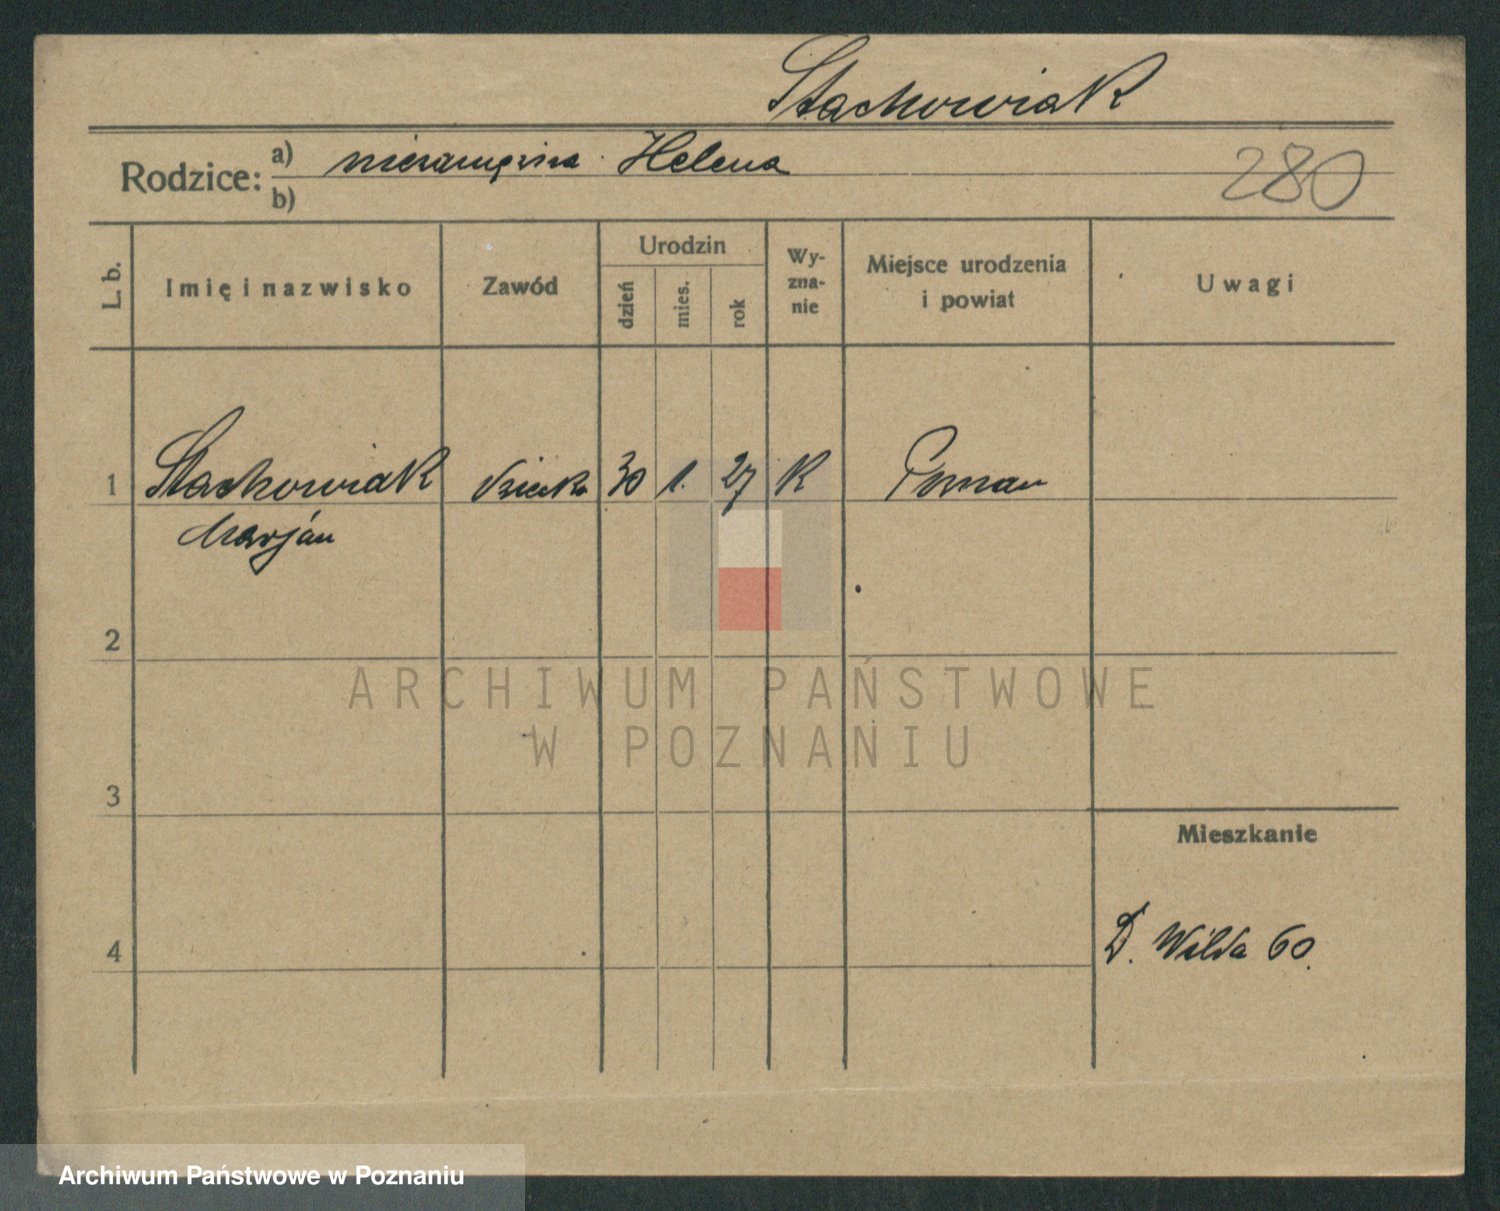 Stachowiak
Rodzice: a) niezamężna Helena
b)
280
L. b.
Imię i nazwisko
Zawód
Urodzin
dzień
mies.
rok
Wy-
zna-
nie
Miejsce urodzenia
i powiat
Uwagi
1 Stachowiak dziecko 30 1. 27 K Poznań
Marjan
2
3
4
Mieszkanie
D. Wilda 60.
ARCHIWUM PAŃSTWOWE
W POZNANIU
Archiwum Państwowe w Poznaniu